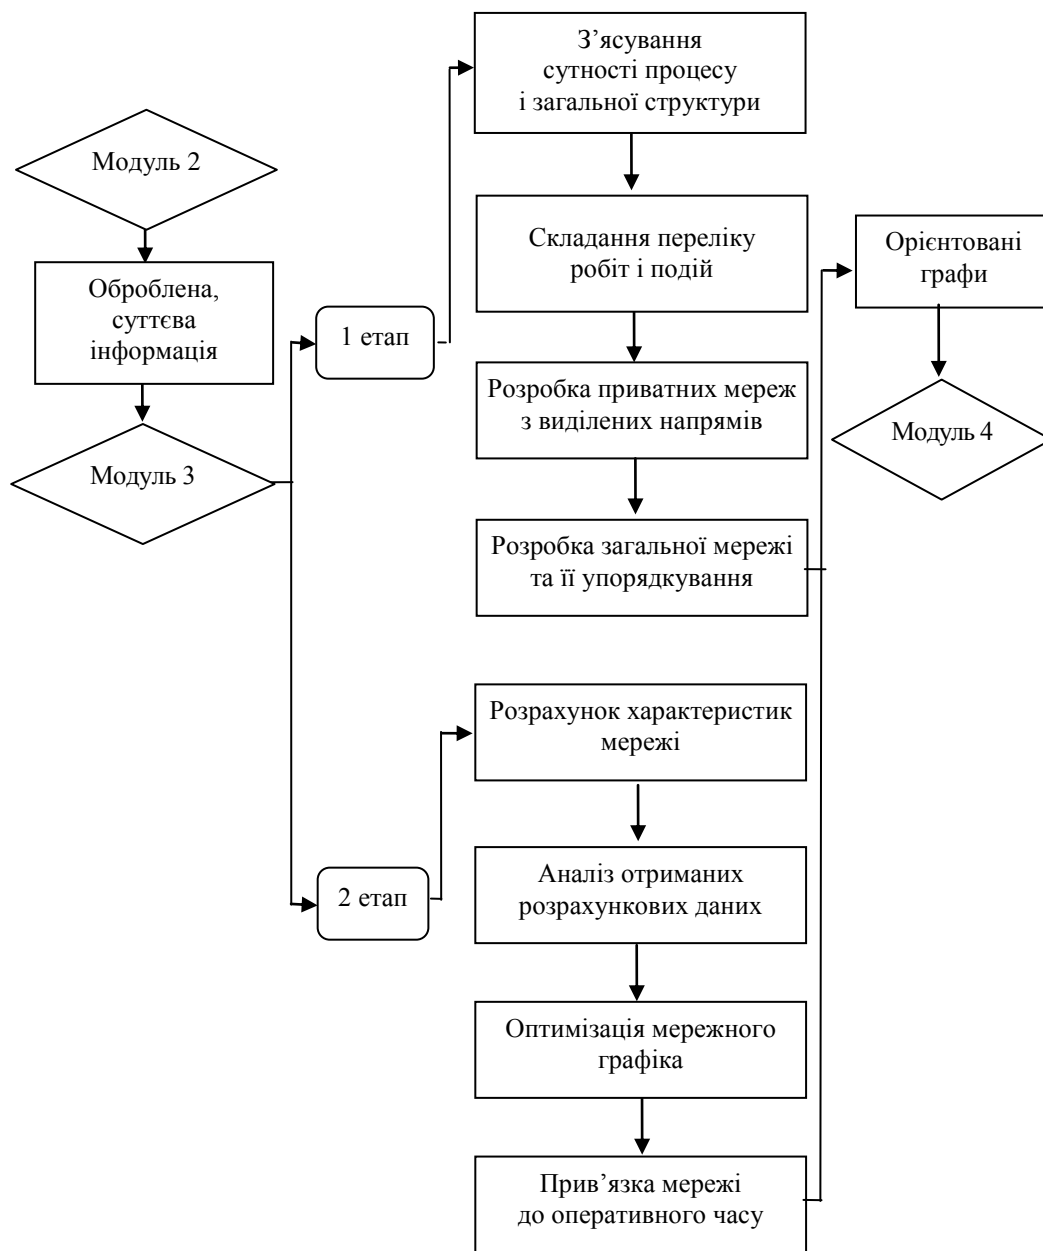 З’ясування
сутності процесу
і загальної структури
Модуль 2
Складання переліку
робіт і подій
Орієнтовані
графи
Оброблена,
суттєва
інформація
1 етап
Розробка приватних мереж
з виділених напрямів
Модуль 4
Модуль 3
Розробка загальної мережі
та її упорядкування
Розрахунок характеристик
мережі
2 етап
Аналіз отриманих
розрахункових даних
Оптимізація мережного
графіка
Прив’язка мережі
до оперативного часу